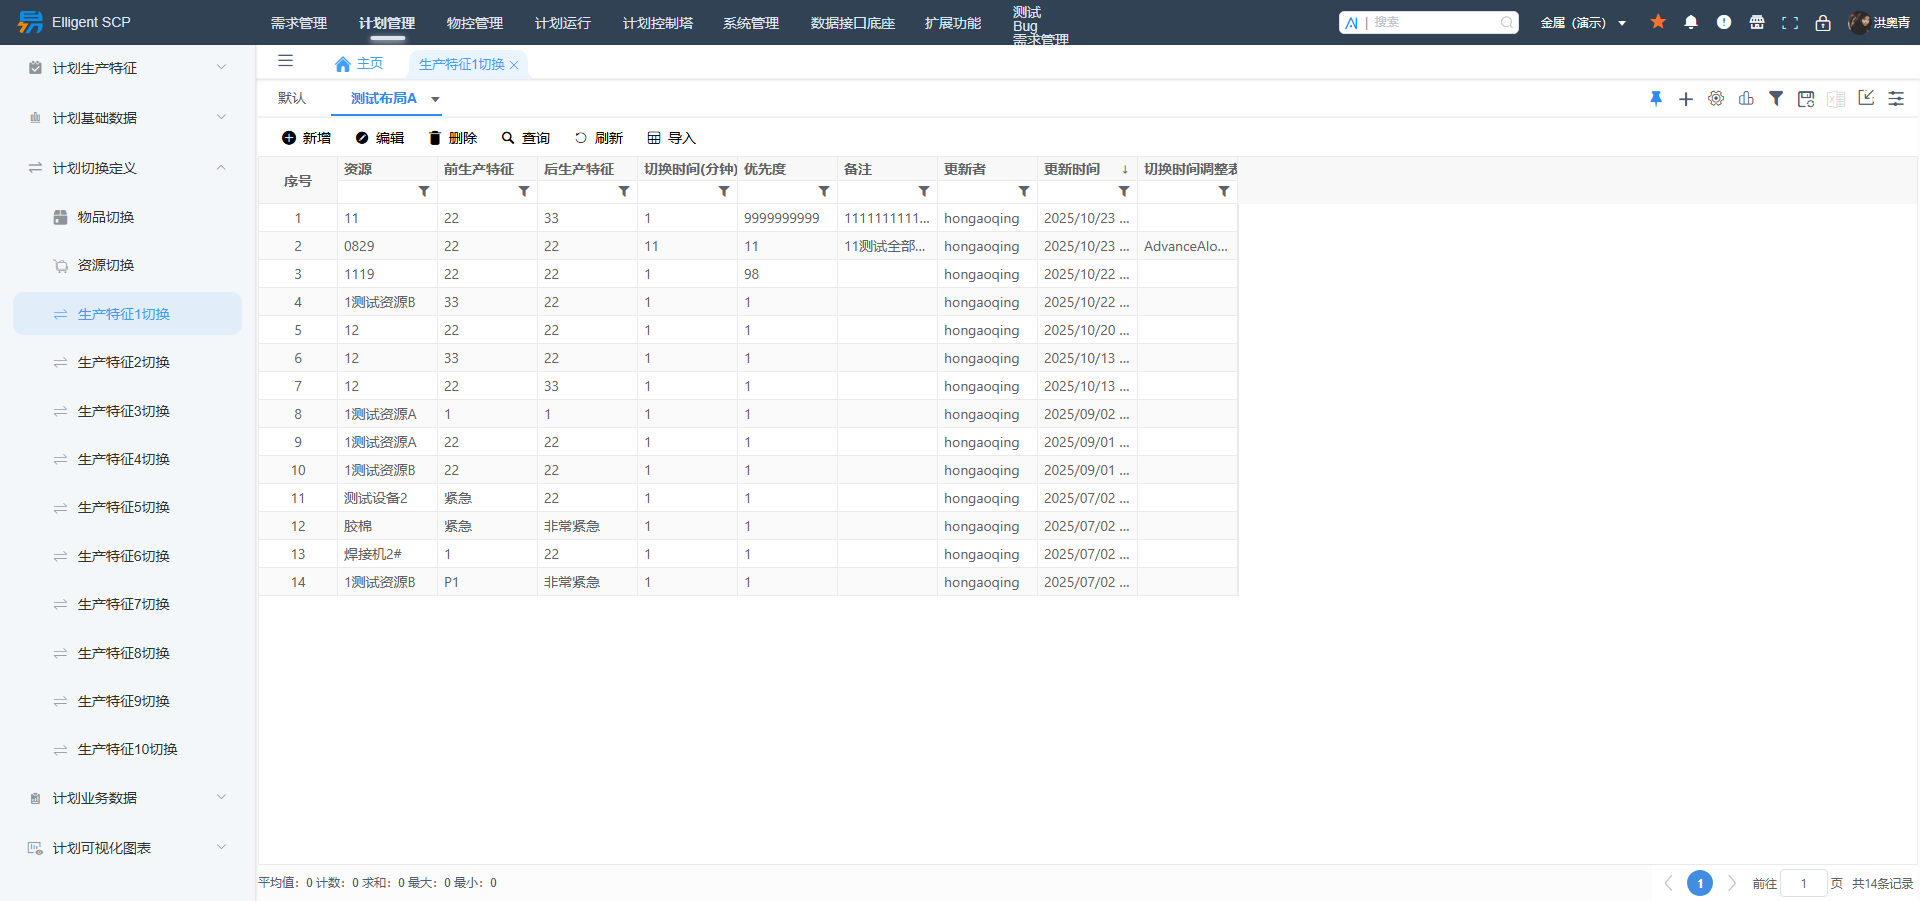 Elligent SCP
需求管理 计划管理 物控管理 计划运行 计划控制塔 系统管理 数据接口底座 扩展功能 测试
Bug
需求管理
AI | 搜索
金属（演示）
洪奥青
计划生产特征
计划基础数据
计划切换定义
物品切换
资源切换
生产特征1切换
生产特征2切换
生产特征3切换
生产特征4切换
生产特征5切换
生产特征6切换
生产特征7切换
生产特征8切换
生产特征9切换
生产特征10切换
计划业务数据
计划可视化图表
主页 生产特征1切换
默认 测试布局A
新增 编辑 删除 查询 刷新 导入
序号 资源 前生产特征 后生产特征 切换时间(分钟) 优先度 备注 更新者 更新时间 ↓ 切换时间调整表
1 11 22 33 1 9999999999 1111111111... hongaoqing 2025/10/23 ...
2 0829 22 22 11 11 11测试全部... hongaoqing 2025/10/23 ... AdvanceAlo...
3 1119 22 22 1 98 hongaoqing 2025/10/22 ...
4 1测试资源B 33 22 1 1 hongaoqing 2025/10/22 ...
5 12 22 22 1 1 hongaoqing 2025/10/20 ...
6 12 33 22 1 1 hongaoqing 2025/10/13 ...
7 12 22 33 1 1 hongaoqing 2025/10/13 ...
8 1测试资源A 1 1 1 1 hongaoqing 2025/09/02 ...
9 1测试资源A 22 22 1 1 hongaoqing 2025/09/01 ...
10 1测试资源B 22 22 1 1 hongaoqing 2025/09/01 ...
11 测试设备2 紧急 22 1 1 hongaoqing 2025/07/02 ...
12 胶棉 紧急 非常紧急 1 1 hongaoqing 2025/07/02 ...
13 焊接机2# 1 22 1 1 hongaoqing 2025/07/02 ...
14 1测试资源B P1 非常紧急 1 1 hongaoqing 2025/07/02 ...
平均值：0 计数：0 求和：0 最大：0 最小：0
1 前往 1 页 共14条记录